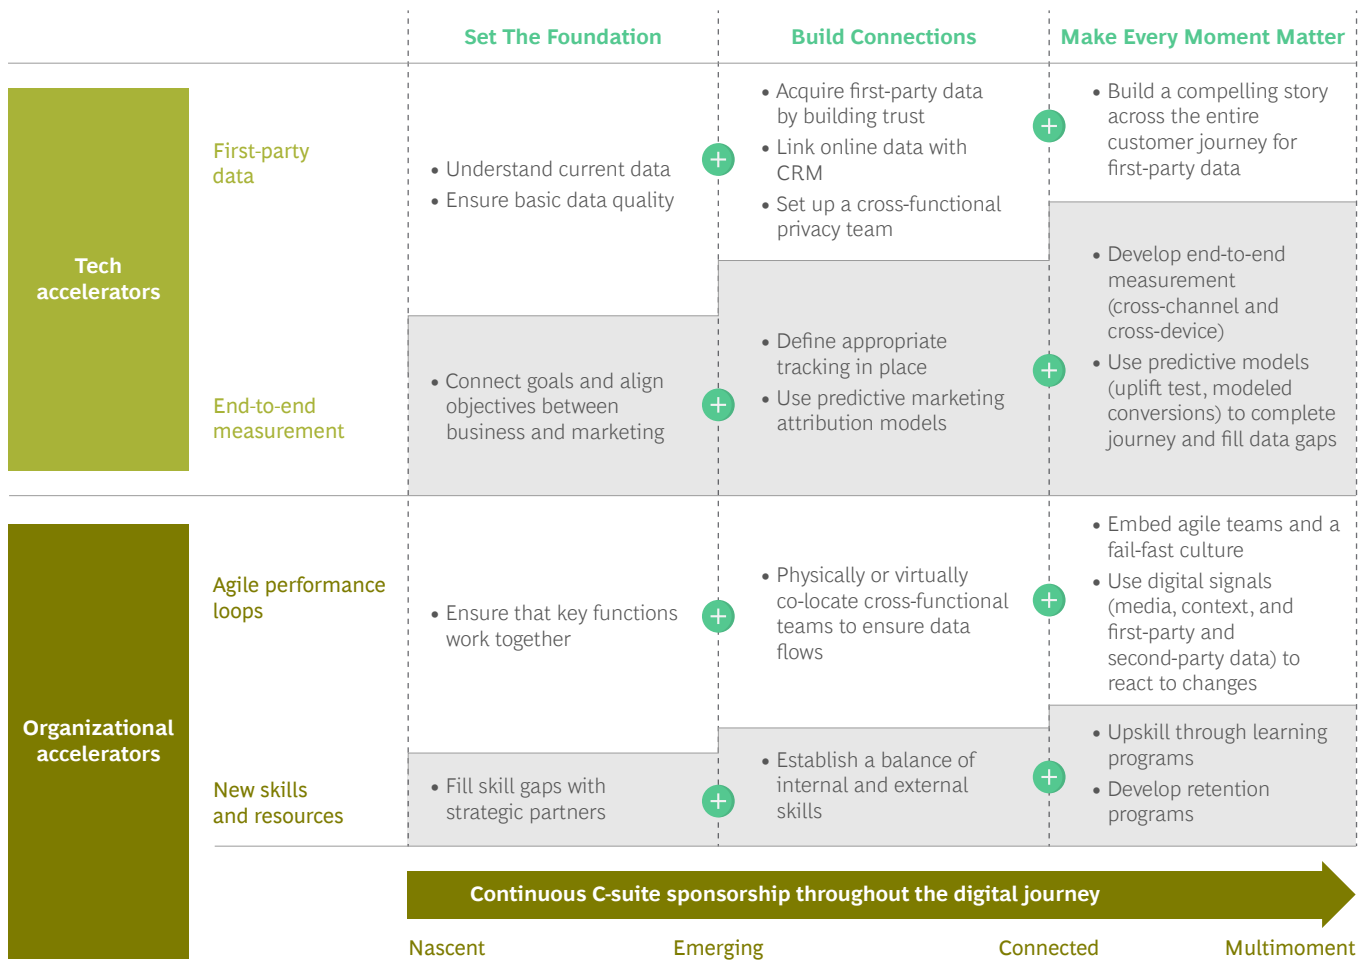 Set The Foundation
Build Connections
Make Every Moment Matter
Tech
accelerators
First-party
data
• Understand current data
• Ensure basic data quality
• Acquire first-party data
by building trust
• Link online data with
CRM
• Set up a cross-functional
privacy team
• Build a compelling story
across the entire
customer journey for
first-party data
End-to-end
measurement
• Connect goals and align
objectives between
business and marketing
• Define appropriate
tracking in place
• Use predictive marketing
attribution models
• Develop end-to-end
measurement
(cross-channel and
cross-device)
• Use predictive models
(uplift test, modeled
conversions) to complete
journey and fill data gaps
Organizational
accelerators
Agile performance
loops
• Ensure that key functions
work together
• Physically or virtually
co-locate cross-functional
teams to ensure data
flows
• Embed agile teams and a
fail-fast culture
• Use digital signals
(media, context, and
first-party and
second-party data) to
react to changes
New skills
and resources
• Fill skill gaps with
strategic partners
• Establish a balance of
internal and external
skills
• Upskill through learning
programs
• Develop retention
programs
Continuous C-suite sponsorship throughout the digital journey
Nascent
Emerging
Connected
Multimoment